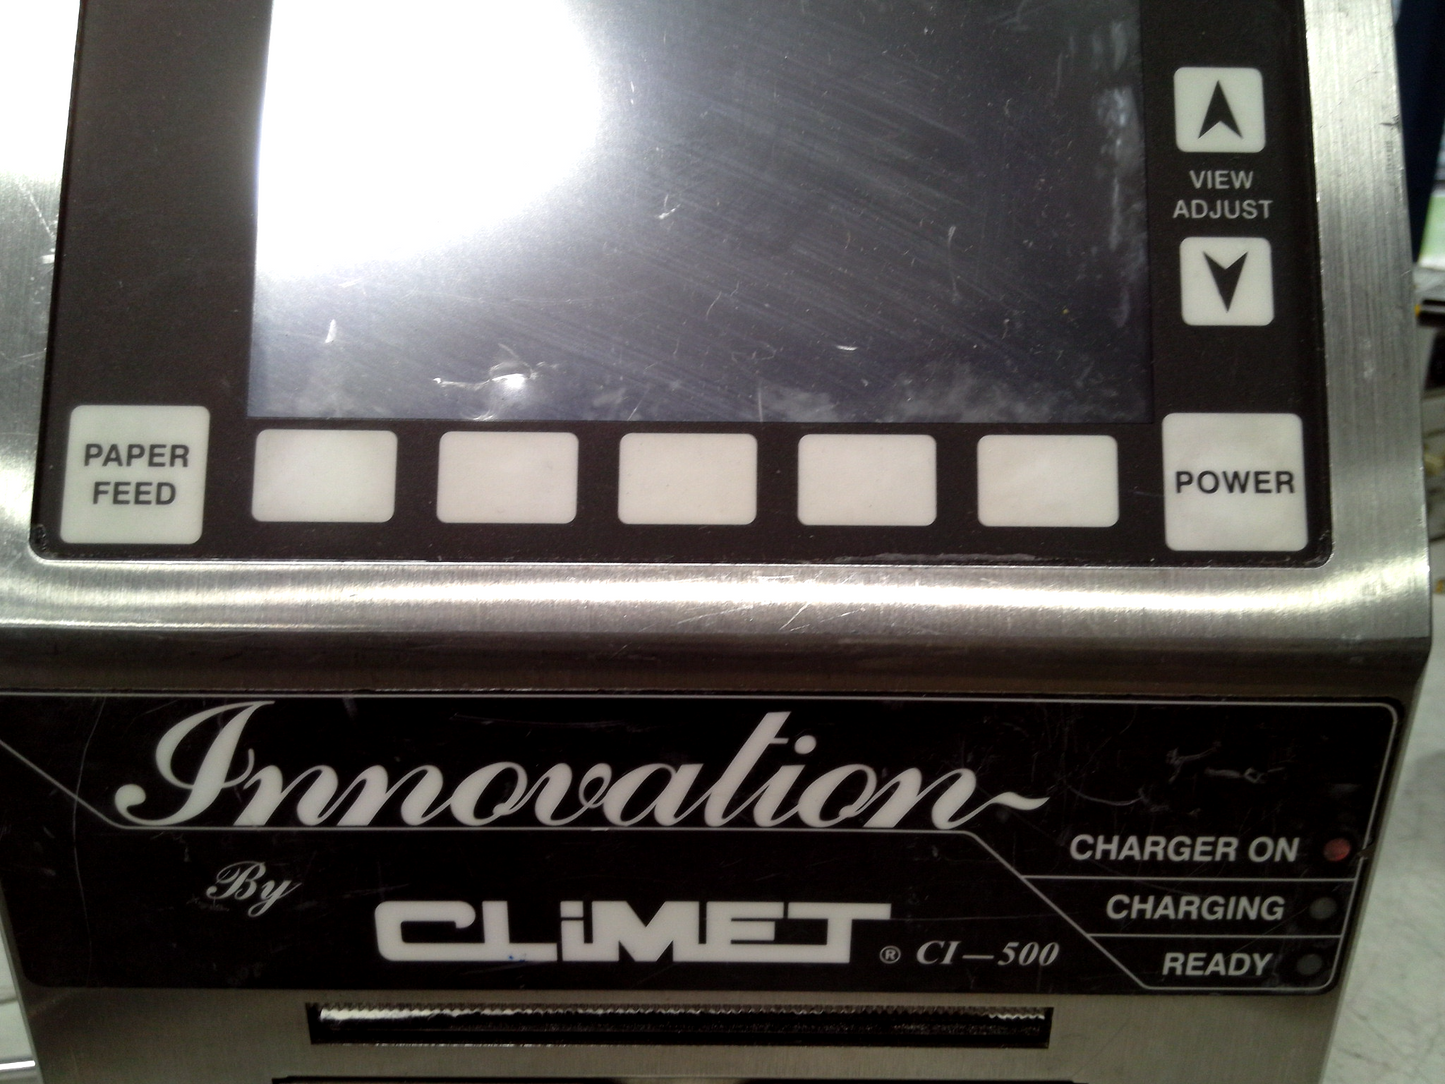 VIEW
ADJUST
PAPER
FEED
POWER
Innovation
By
CLiMET ® CI-500
CHARGER ON
CHARGING
READY